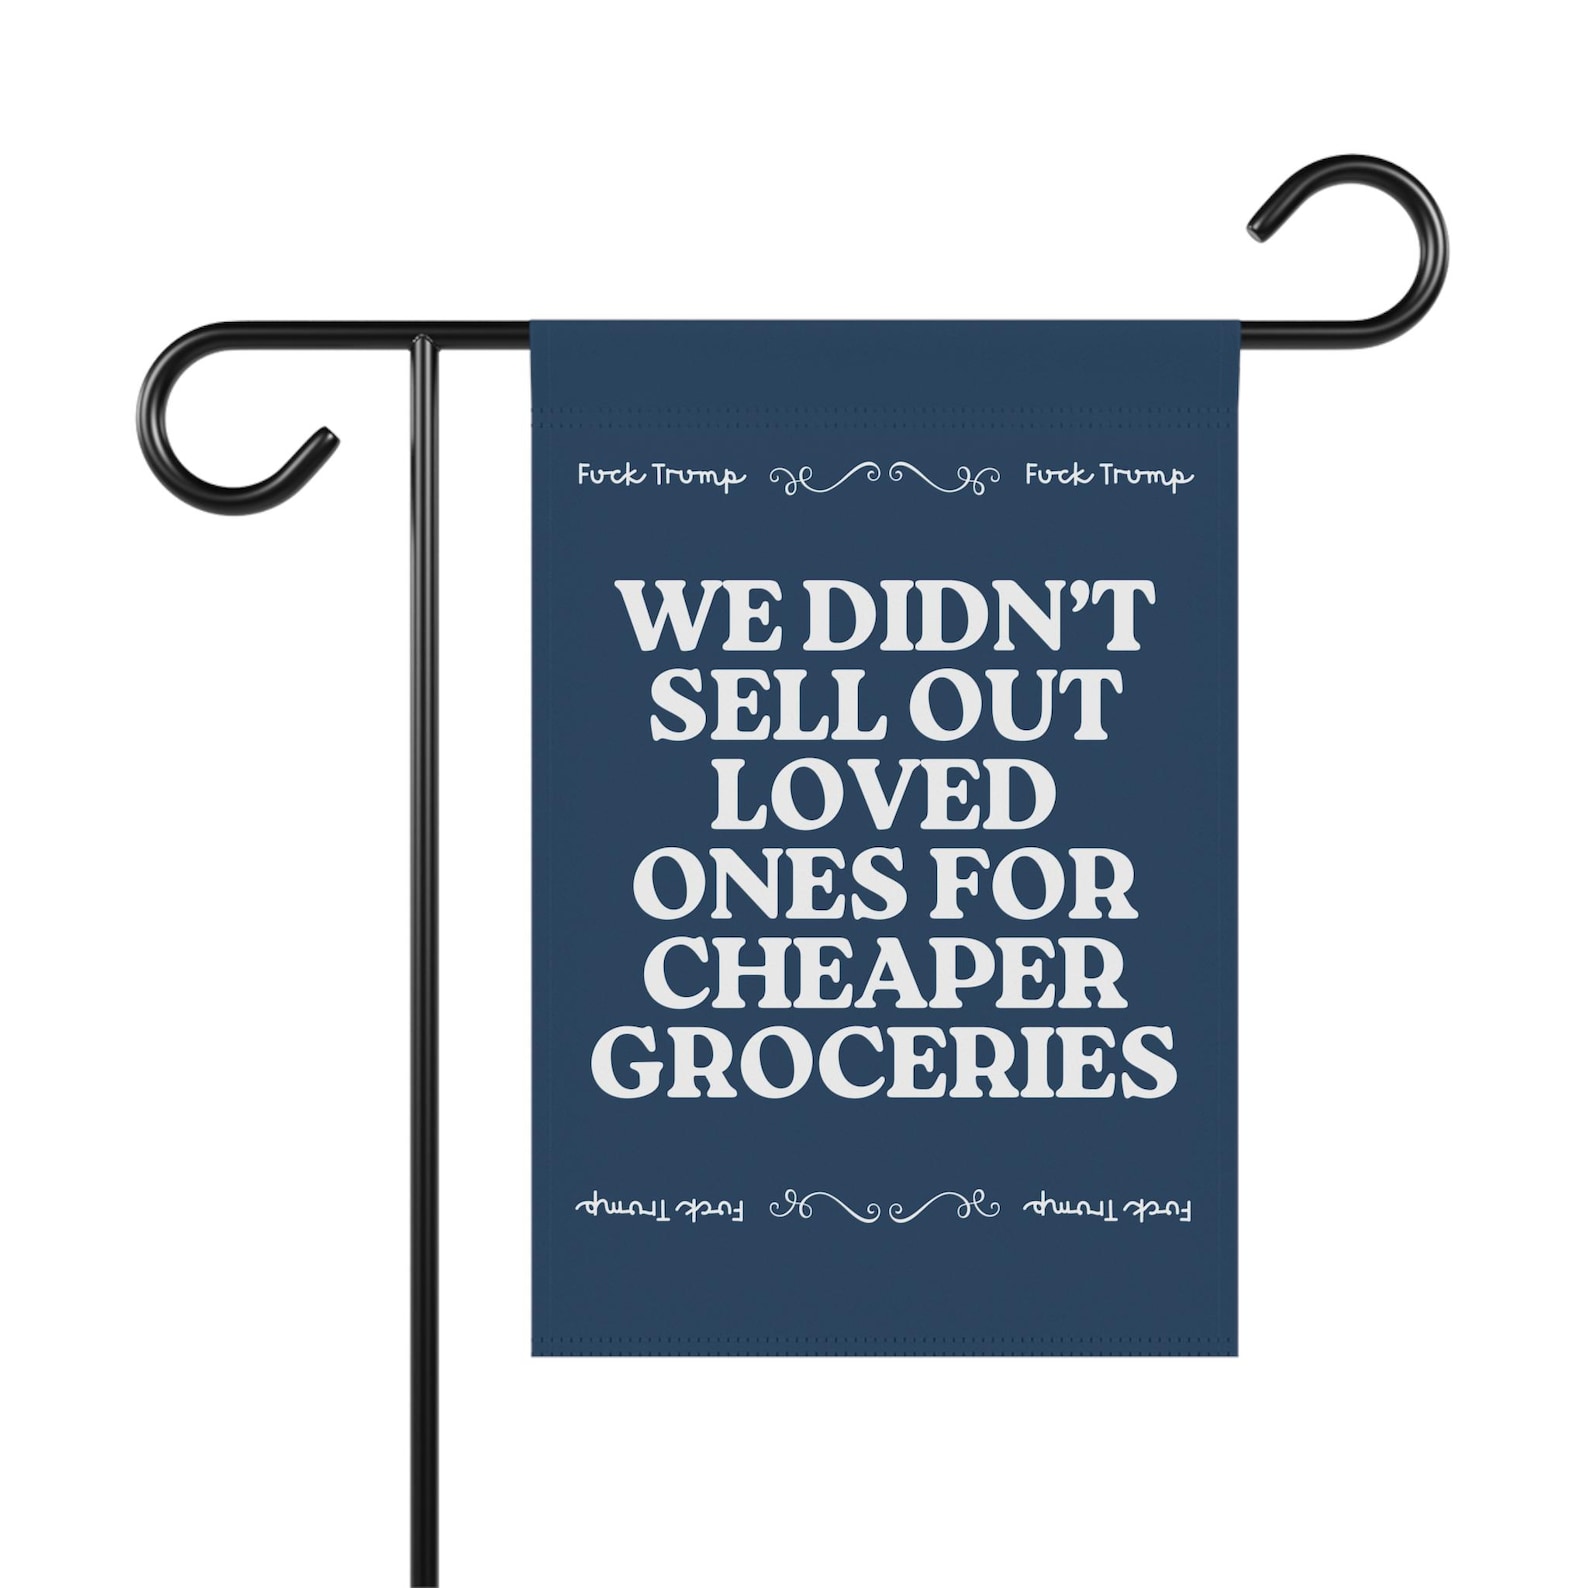 Fuck Trump Fuck Trump
WE DIDN'T
SELL OUT
LOVED
ONES FOR
CHEAPER
GROCERIES
Fuck Trump Fuck Trump